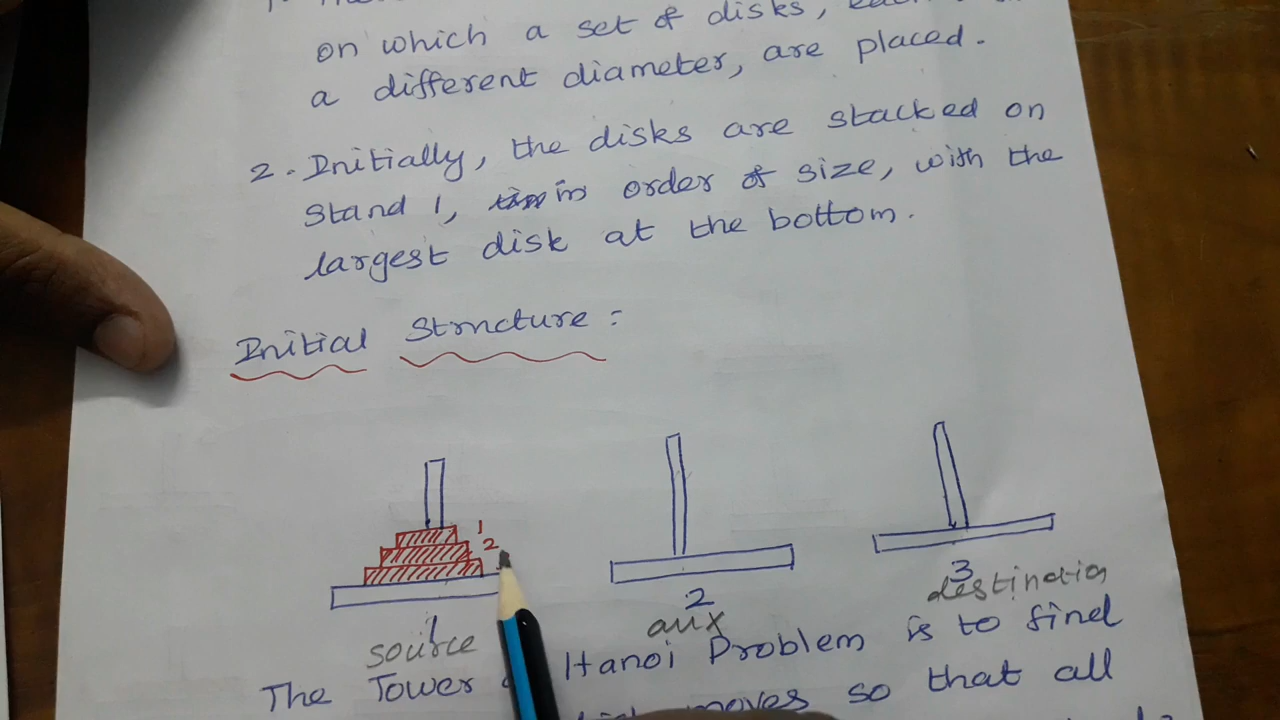 on which a set of disks,
a different diameter, are placed.
2. Initially, the disks are stacked on
stand 1, in order of size, with the
largest disk at the bottom.
Initial Structure:
1
2
1 2 3
source aux destination
The Tower Hanoi Problem is to find
moves so that all